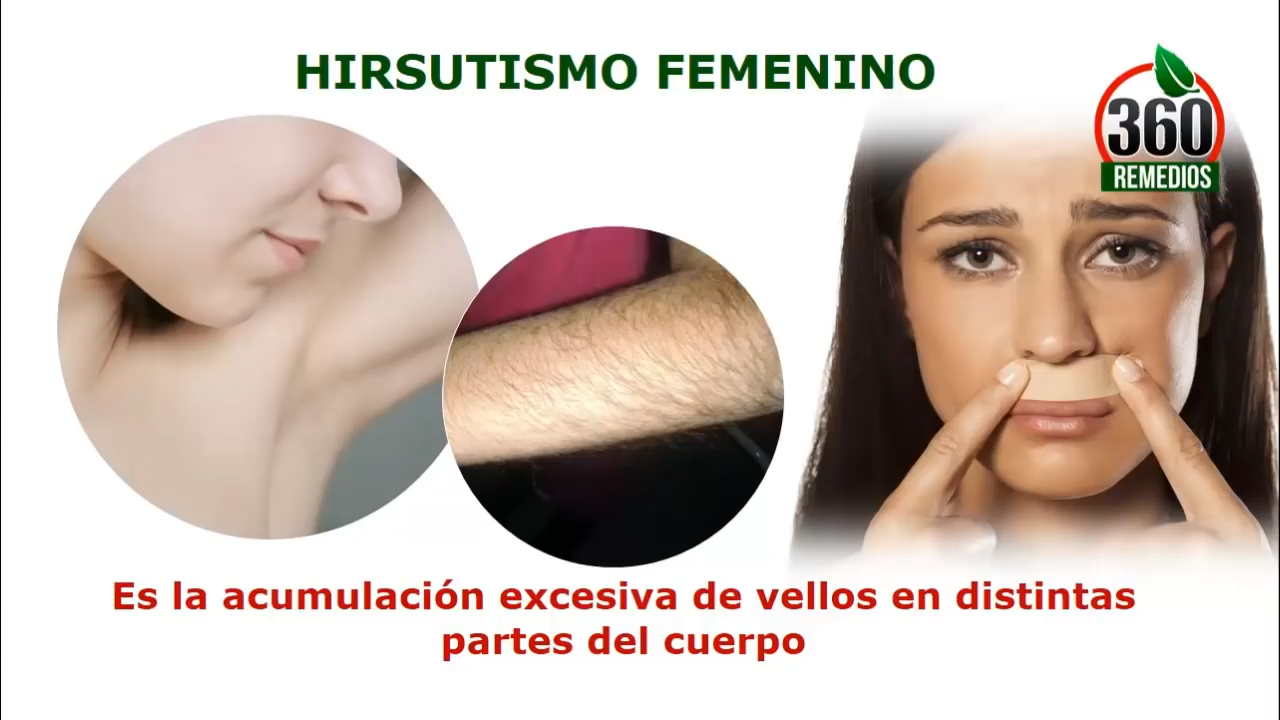 HIRSUTISMO FEMENINO
360
REMEDIOS
Es la acumulación excesiva de vellos en distintas
partes del cuerpo